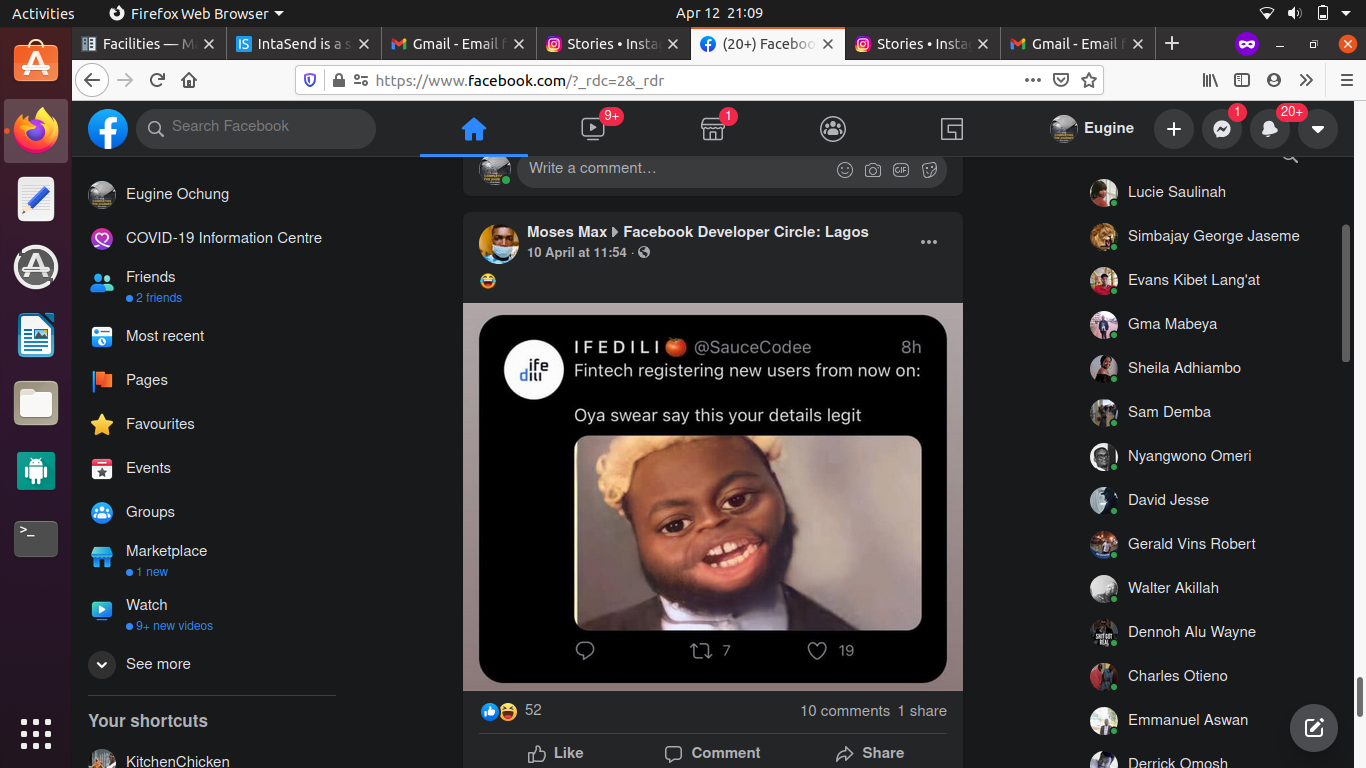 Activities
Firefox Web Browser
Apr 12 21:09
Facilities — Ma
IntaSend is a s
Gmail - Email f
Stories • Insta
(20+) Faceboo
Stories • Insta
Gmail - Email f
https://www.facebook.com/?_rdc=2&_rdr
Search Facebook
9+
1
Eugine
1
20+
Eugine Ochung
COVID-19 Information Centre
Friends
2 friends
Most recent
Pages
Favourites
Events
Groups
Marketplace
1 new
Watch
9+ new videos
See more
Your shortcuts
KitchenChicken
Write a comment…
GIF
Moses Max Facebook Developer Circle: Lagos
10 April at 11:54
ife
dili
I F E D I L I @SauceCodee 8h
Fintech registering new users from now on:
Oya swear say this your details legit
7
19
52
10 comments 1 share
Like
Comment
Share
Lucie Saulinah
Simbajay George Jaseme
Evans Kibet Lang'at
Gma Mabeya
Sheila Adhiambo
Sam Demba
Nyangwono Omeri
David Jesse
Gerald Vins Robert
Walter Akillah
Dennoh Alu Wayne
Charles Otieno
Emmanuel Aswan
Derrick Omosh